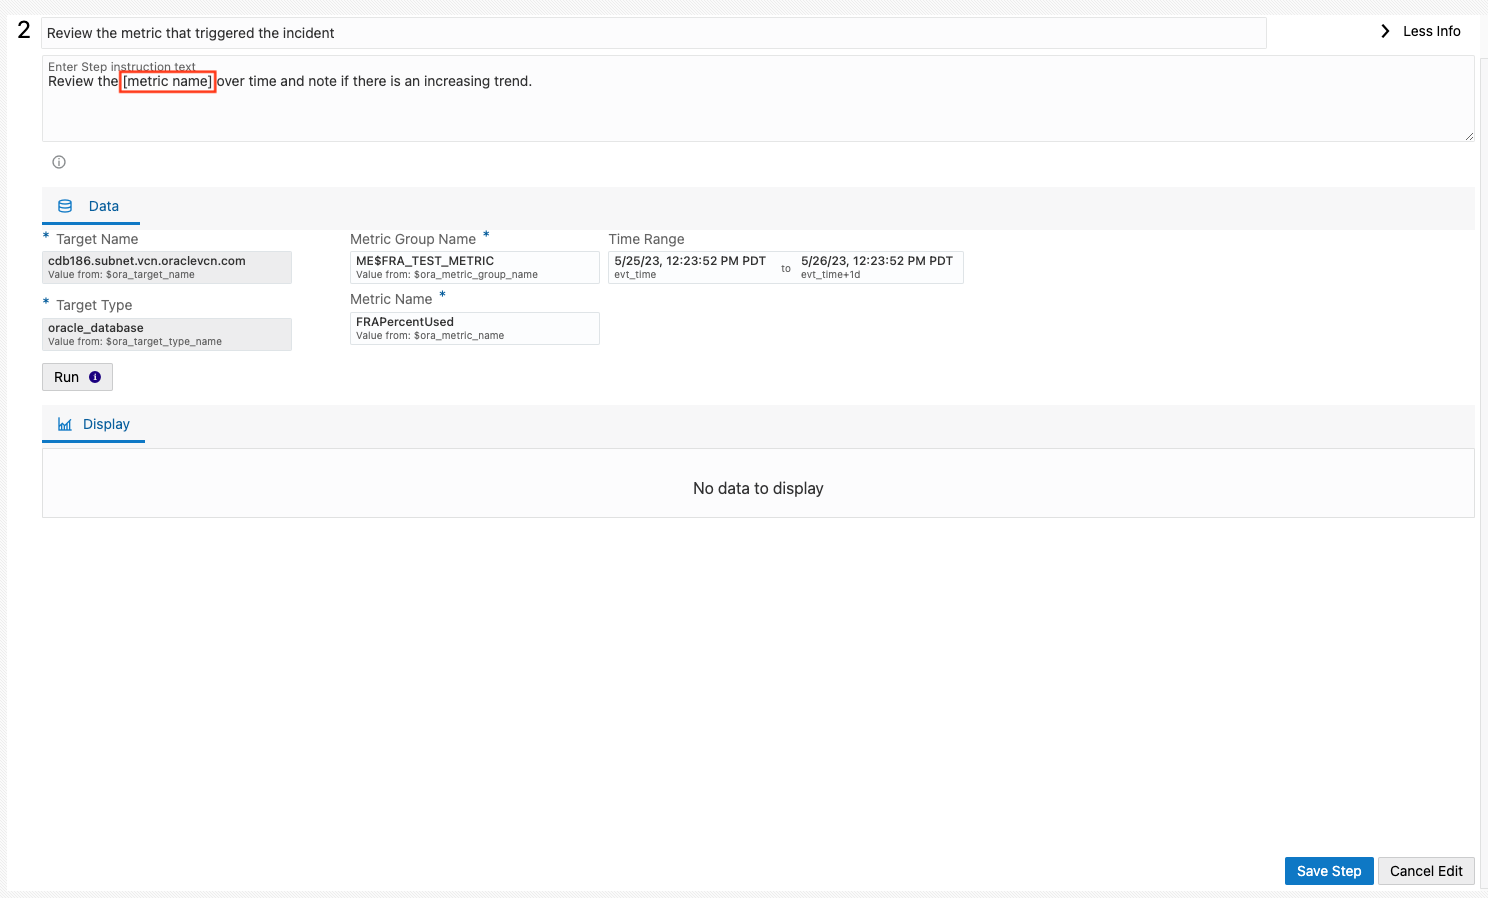 2
Review the metric that triggered the incident
Less Info
Enter Step instruction text
Review the [metric name] over time and note if there is an increasing trend.
Data
* Target Name
cdb186.subnet.vcn.oraclevcn.com
Value from: $ora_target_name
* Target Type
oracle_database
Value from: $ora_target_type_name
Metric Group Name *
ME$FRA_TEST_METRIC
Value from: $ora_metric_group_name
Metric Name *
FRAPercentUsed
Value from: $ora_metric_name
Time Range
5/25/23, 12:23:52 PM PDT
evt_time
to
5/26/23, 12:23:52 PM PDT
evt_time+1d
Run
Display
No data to display
Save Step
Cancel Edit